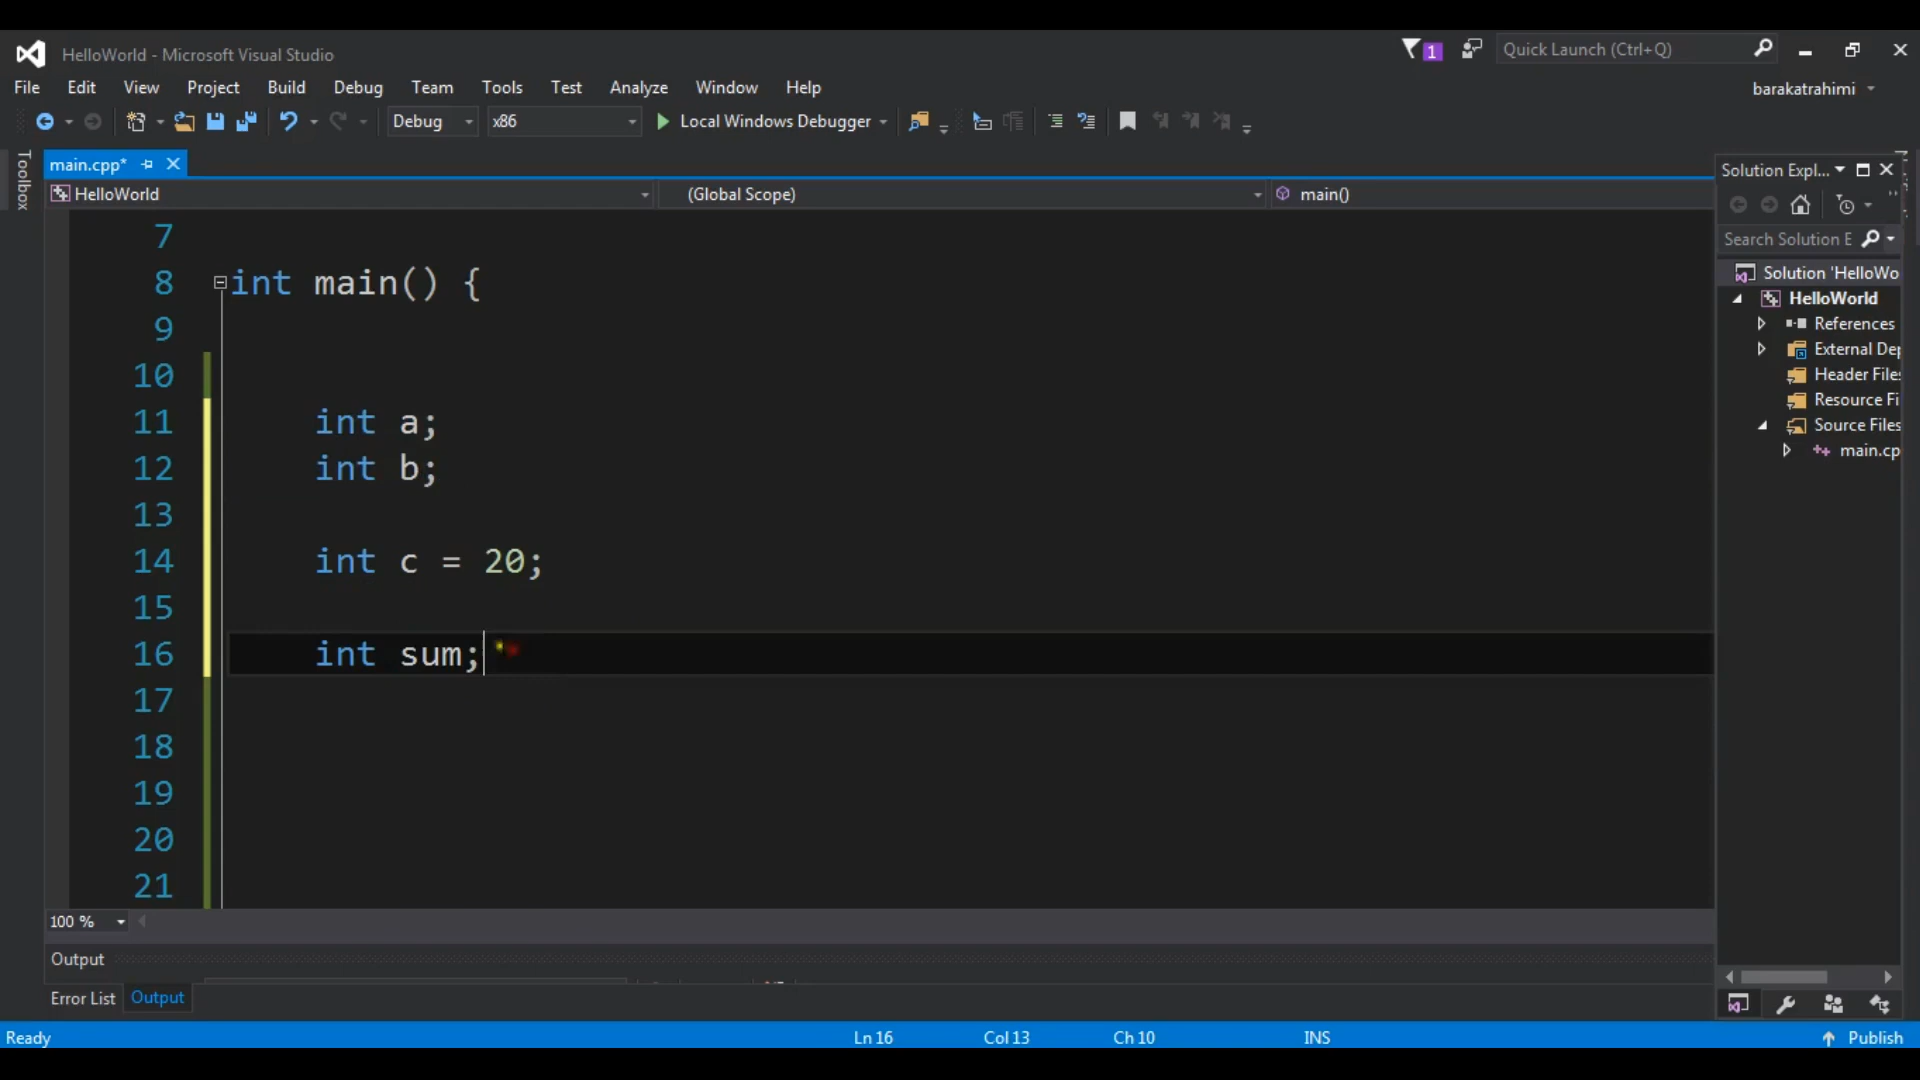 HelloWorld - Microsoft Visual Studio
1
Quick Launch (Ctrl+Q)
File Edit View Project Build Debug Team Tools Test Analyze Window Help
barakatrahimi
Debug x86 Local Windows Debugger
Toolbox
main.cpp*
HelloWorld (Global Scope) main()
Solution Expl...
Search Solution E
Solution 'HelloWo
HelloWorld
References
External Dep
Header Files
Resource Fi
Source Files
main.cp
7
8 int main() {
9
10
11 int a;
12 int b;
13
14 int c = 20;
15
16 int sum;
17
18
19
20
21
100 %
Output
Error List Output
Ready Ln 16 Col 13 Ch 10 INS Publish